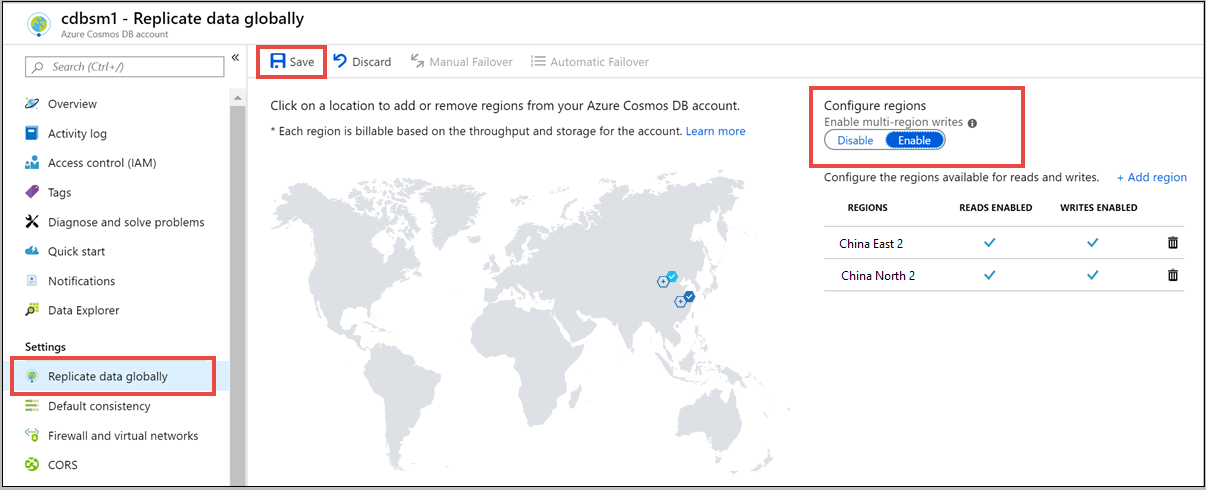 cdbsm1 - Replicate data globally
Azure Cosmos DB account
Search (Ctrl+/)
«
Overview
Activity log
Access control (IAM)
Tags
Diagnose and solve problems
Quick start
Notifications
Data Explorer
Settings
Replicate data globally
Default consistency
Firewall and virtual networks
CORS
Save Discard Manual Failover Automatic Failover
Click on a location to add or remove regions from your Azure Cosmos DB account.
* Each region is billable based on the throughput and storage for the account. Learn more
Configure regions
Enable multi-region writes
Disable Enable
Configure the regions available for reads and writes. + Add region
REGIONS READS ENABLED WRITES ENABLED
China East 2
China North 2